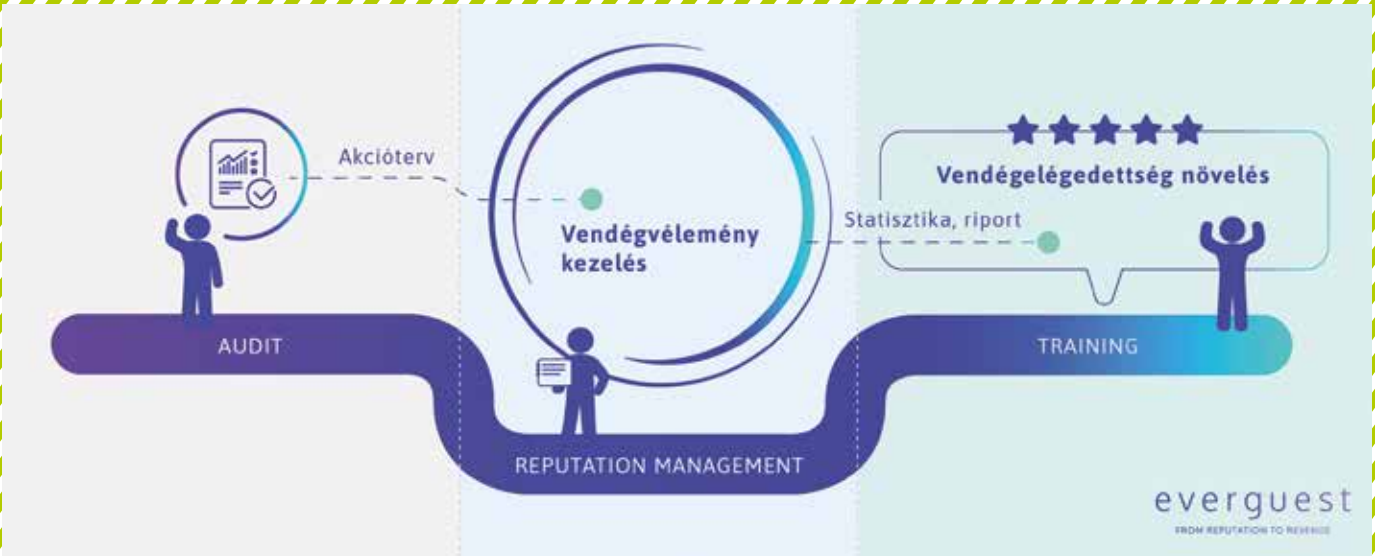 Akcióterv
Vendégvélemény
kezelés
Statisztika, riport
Vendégelégedettség növelés
AUDIT
REPUTATION MANAGEMENT
TRAINING
everguest
FROM REPUTATION TO REVENUE